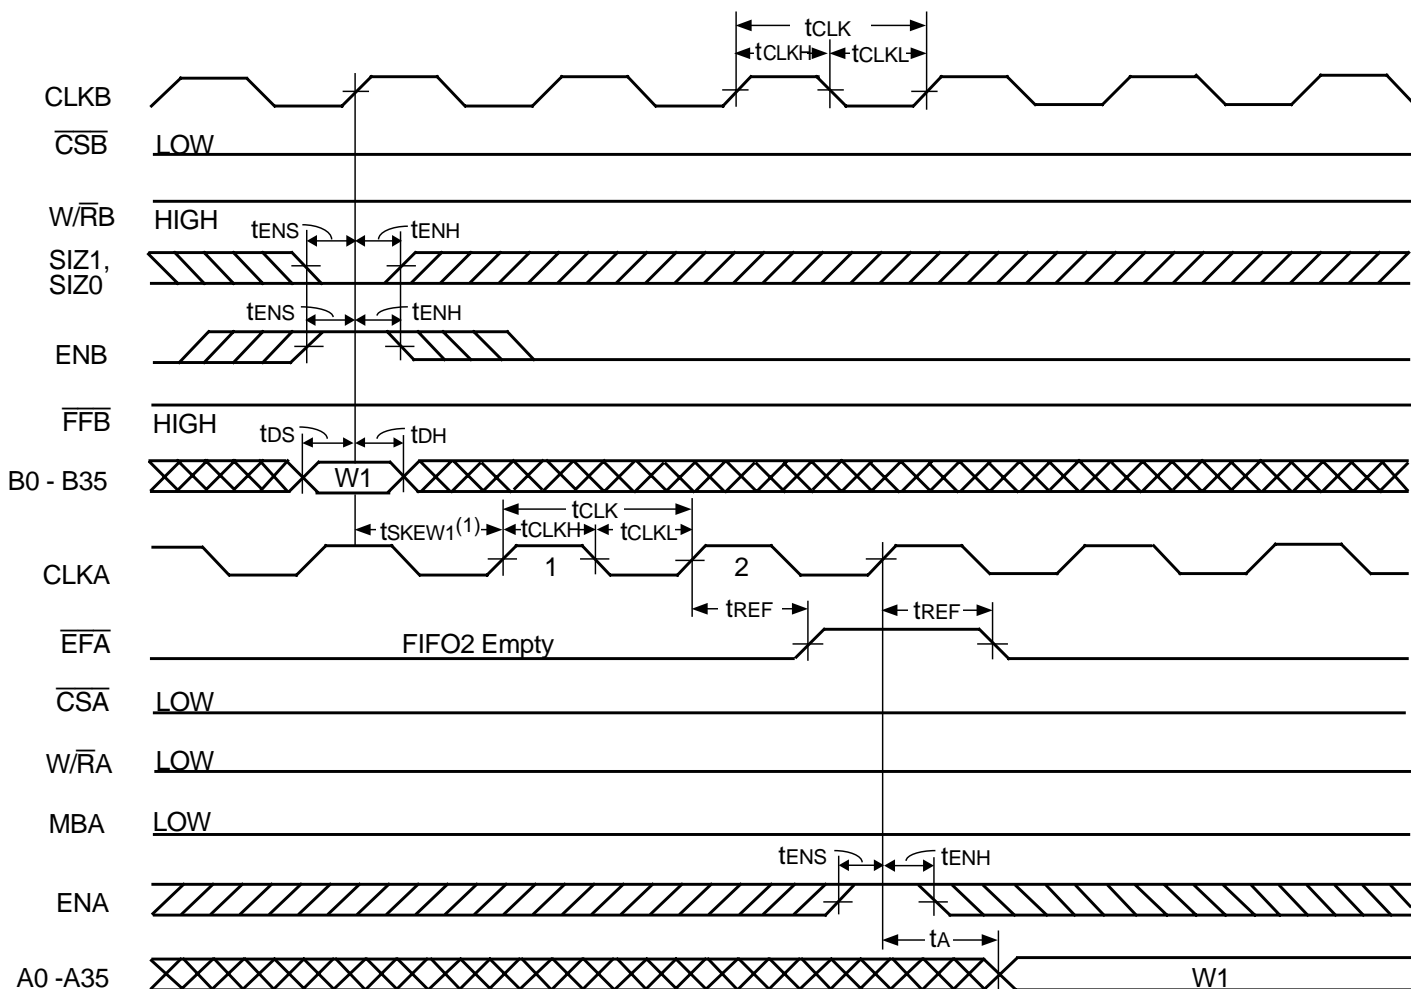 tCLK
tCLKH tCLKL
CLKB
CSB LOW
W/RB HIGH
tENS tENH
SIZ1,
SIZ0
tENS tENH
ENB
FFB HIGH
tDS tDH
B0 - B35 W1
tCLK
tSKEW1(1) tCLKH tCLKL
CLKA 1 2
tREF tREF
EFA FIFO2 Empty
CSA LOW
W/RA LOW
MBA LOW
tENS tENH
ENA
tA
A0 -A35 W1